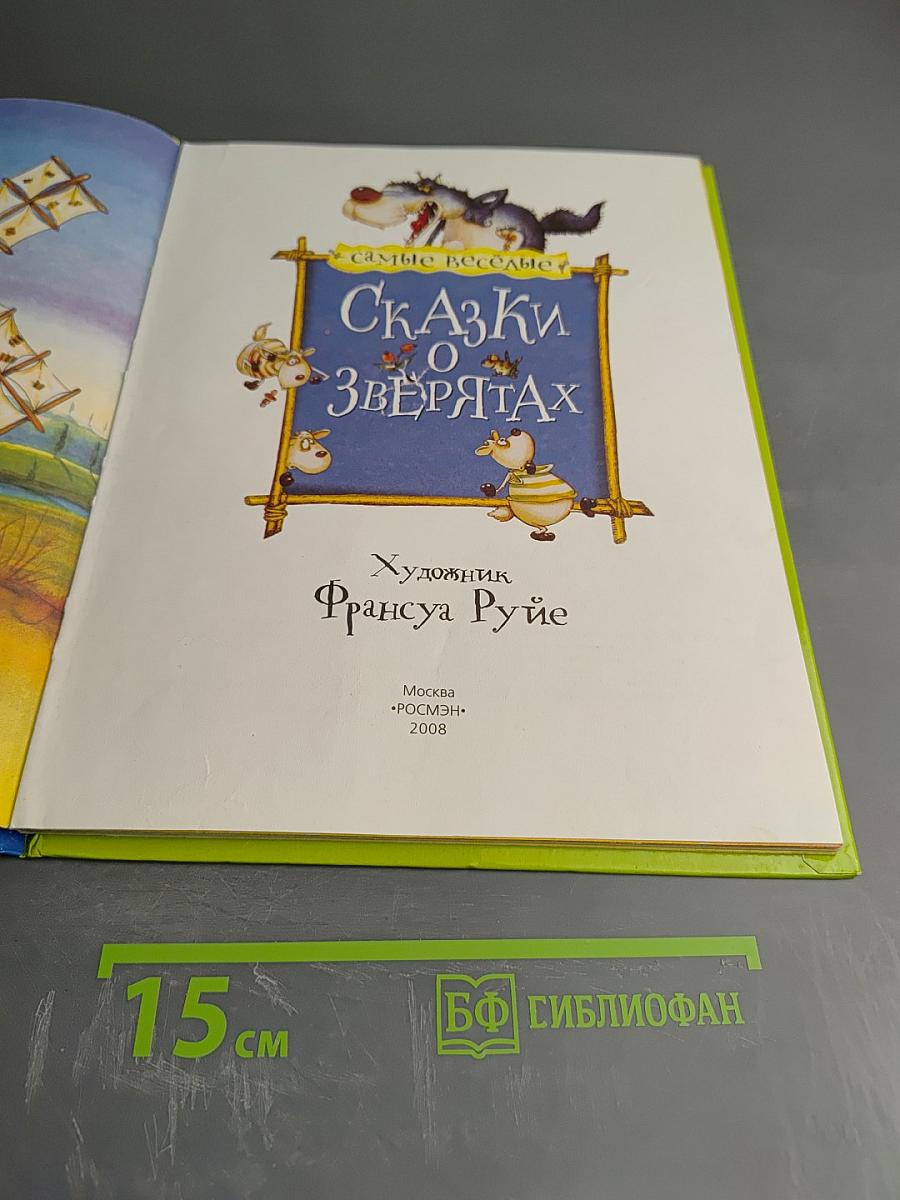 самые весёлые
Сказки
о
зверятах
Художник
Франсуа Руйе
Москва
•РОСМЭН•
2008
15 см
БФ БИБЛИОФАН